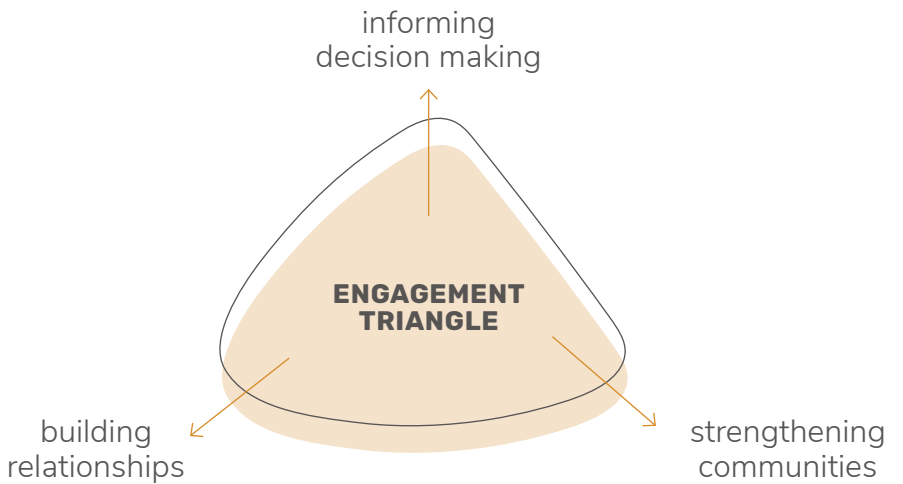 informing
decision making
ENGAGEMENT
TRIANGLE
building
relationships
strengthening
communities